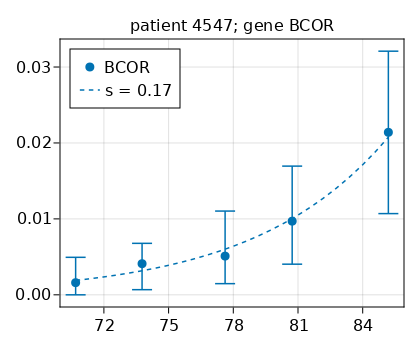 patient 4547; gene BCOR
0.03
0.02
0.01
0.00
BCOR
s = 0.17
72 75 78 81 84